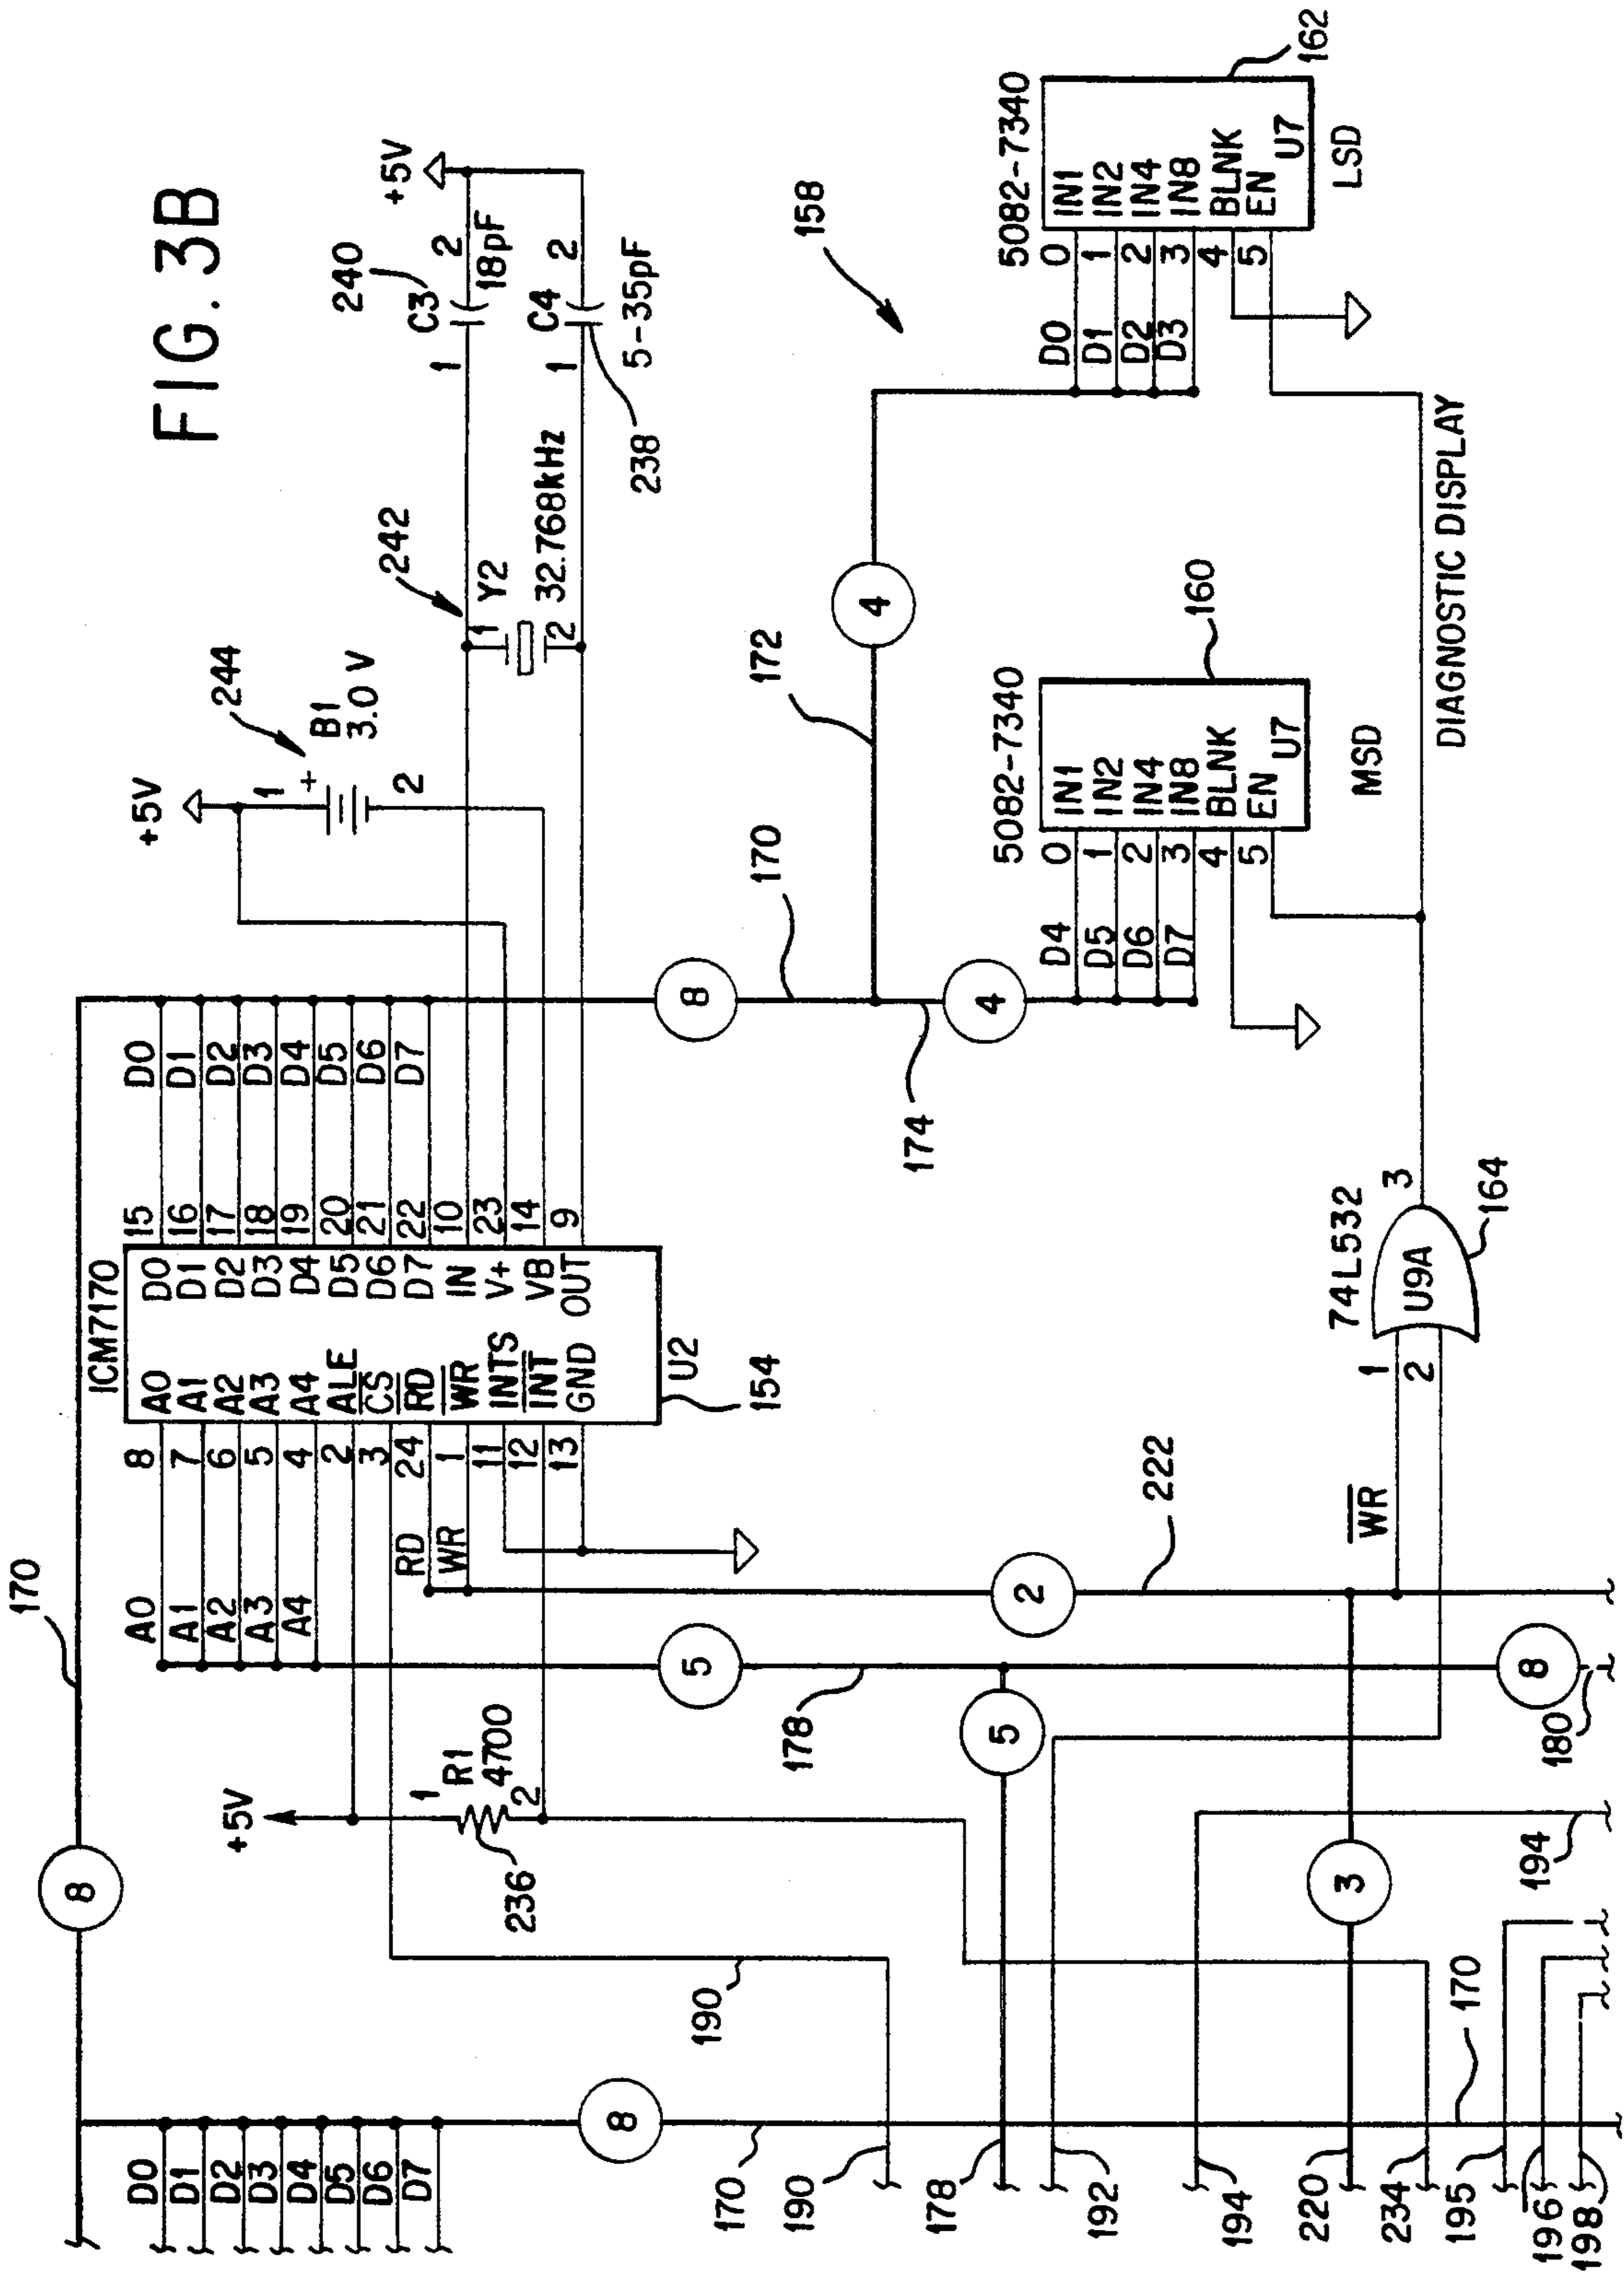 FIG. 3B
170
8
ICM7170
A0
A1
A2
A3
A4
8
7
6
5
4
2
3
24
1
11
12
13
RD
WR
A0
A1
A2
A3
A4
ALE
CS
RD
WR
INTS
INT
GND
D0
D1
D2
D3
D4
D5
D6
D7
IN
V+
VB
OUT
15
16
17
18
19
20
21
22
10
23
14
9
D0
D1
D2
D3
D4
D5
D6
D7
U2
154
+5V
1
R1
4700
2
236
+5V
244
1
+
B1
3.0 V
2
242
1
Y2
2
32.768kHz
240
C3
1
2
18pF
+5V
C4
1
2
5-35pF
238
D0
D1
D2
D3
D4
D5
D6
D7
8
170
190
190
178
192
194
220
234
195
196
198
170
5
178
5
2
222
3
8
180
194
WR
1
2
74L532
U9A
3
164
8
170
174
4
172
4
158
5082-7340
D4
D5
D6
D7
0
1
2
3
4
5
IN1
IN2
IN4
IN8
BLNK
EN
U7
160
MSD
5082-7340
D0
D1
D2
D3
0
1
2
3
4
5
IN1
IN2
IN4
IN8
BLNK
EN
U7
162
LSD
DIAGNOSTIC DISPLAY